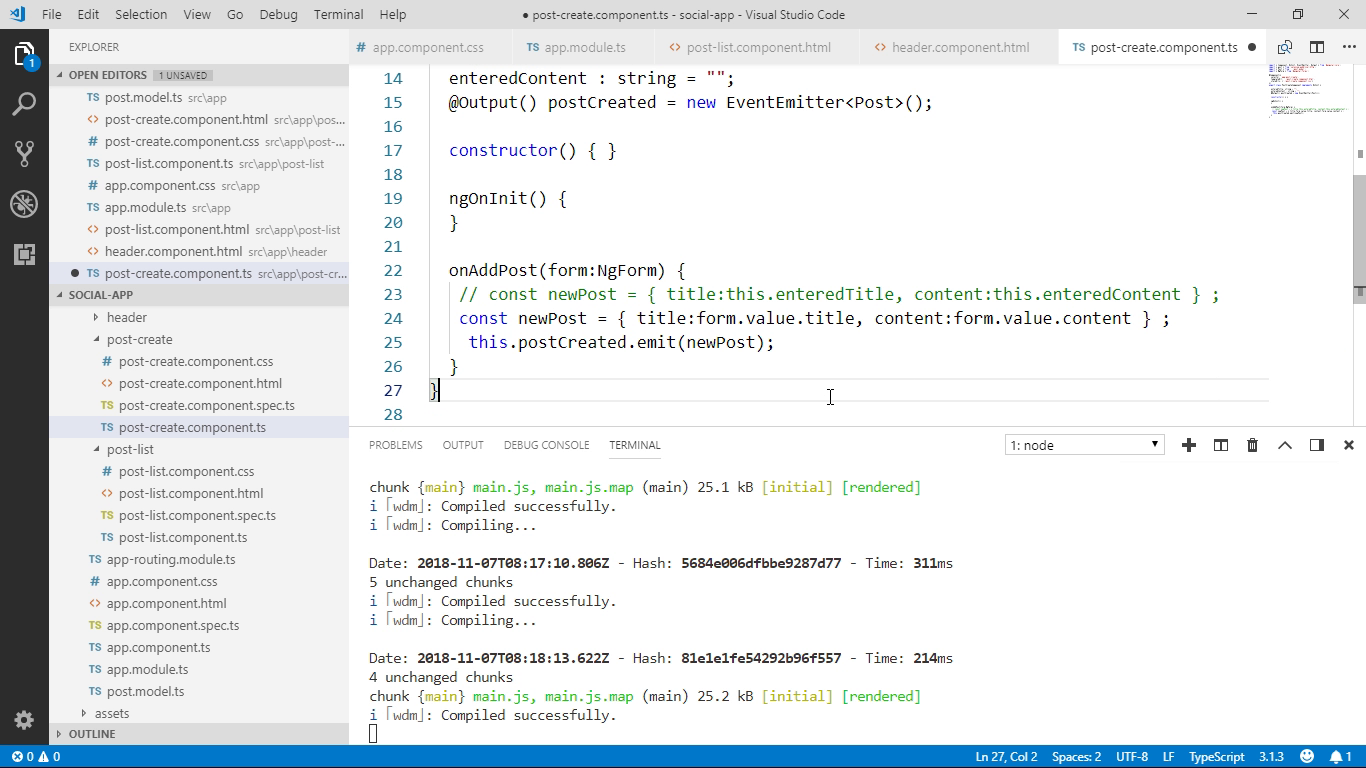 File Edit Selection View Go Debug Terminal Help
● post-create.component.ts - social-app - Visual Studio Code
EXPLORER
OPEN EDITORS 1 UNSAVED
TS post.model.ts src\app
<> post-create.component.html src\app\pos...
# post-create.component.css src\app\post-...
TS post-list.component.ts src\app\post-list
# app.component.css src\app
TS app.module.ts src\app
<> post-list.component.html src\app\post-list
<> header.component.html src\app\header
● TS post-create.component.ts src\app\post-cr...
SOCIAL-APP
header
post-create
# post-create.component.css
<> post-create.component.html
TS post-create.component.spec.ts
TS post-create.component.ts
post-list
# post-list.component.css
<> post-list.component.html
TS post-list.component.spec.ts
TS post-list.component.ts
TS app-routing.module.ts
# app.component.css
<> app.component.html
TS app.component.spec.ts
TS app.component.ts
TS app.module.ts
TS post.model.ts
assets
OUTLINE
1
# app.component.css TS app.module.ts <> post-list.component.html <> header.component.html TS post-create.component.ts ●
14 enteredContent : string = "";
15 @Output() postCreated = new EventEmitter<Post>();
16
17 constructor() { }
18
19 ngOnInit() {
20 }
21
22 onAddPost(form:NgForm) {
23 // const newPost = { title:this.enteredTitle, content:this.enteredContent } ;
24 const newPost = { title:form.value.title, content:form.value.content } ;
25 this.postCreated.emit(newPost);
26 }
27 }
28
PROBLEMS OUTPUT DEBUG CONSOLE TERMINAL 1: node
chunk {main} main.js, main.js.map (main) 25.1 kB [initial] [rendered]
i ｢wdm｣: Compiled successfully.
i ｢wdm｣: Compiling...
Date: 2018-11-07T08:17:10.806Z - Hash: 5684e006dfbbe9287d77 - Time: 311ms
5 unchanged chunks
i ｢wdm｣: Compiled successfully.
i ｢wdm｣: Compiling...
Date: 2018-11-07T08:18:13.622Z - Hash: 81e1e1fe54292b96f557 - Time: 214ms
4 unchanged chunks
chunk {main} main.js, main.js.map (main) 25.2 kB [initial] [rendered]
i ｢wdm｣: Compiled successfully.
0 0 Ln 27, Col 2 Spaces: 2 UTF-8 LF TypeScript 3.1.3 1